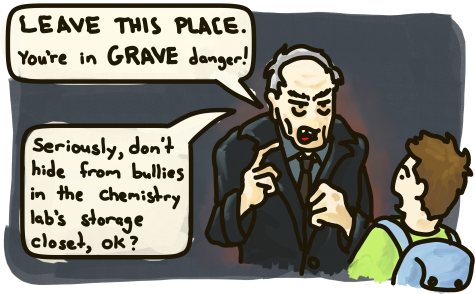 LEAVE THIS PLACE.
You're in GRAVE danger!
Seriously, don't
hide from bullies
in the chemistry
lab's storage
closet, ok?